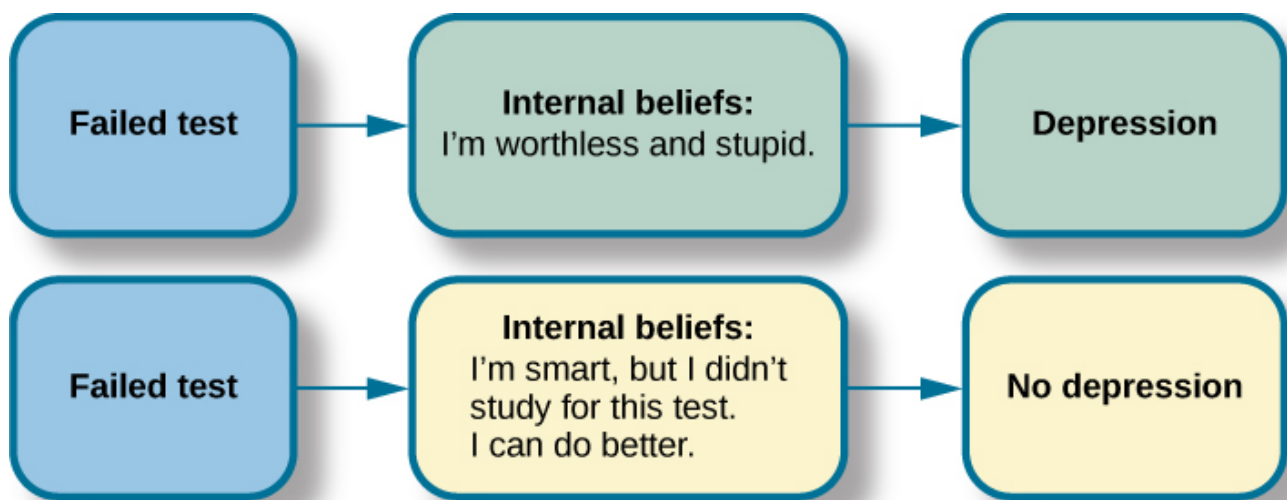 Failed test
Internal beliefs:
I’m worthless and stupid.
Depression
Failed test
Internal beliefs:
I’m smart, but I didn’t
study for this test.
I can do better.
No depression